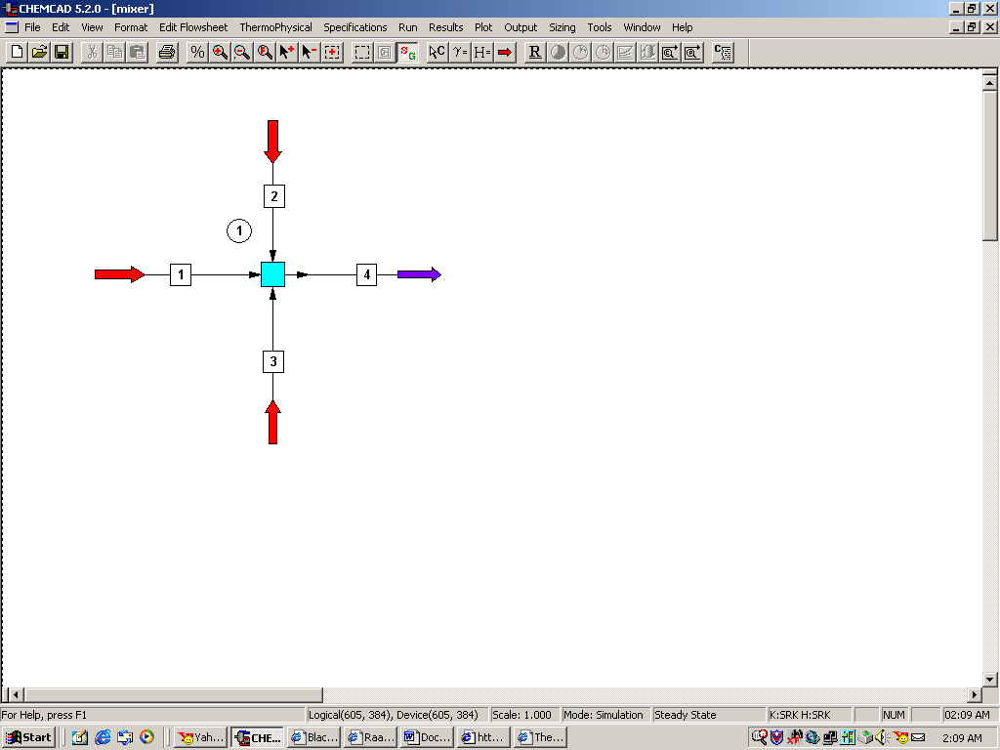 CHEMCAD 5.2.0 - [mixer]
File Edit View Format Edit Flowsheet ThermoPhysical Specifications Run Results Plot Output Sizing Tools Window Help
% S G C γ= H= R C
2
1
1 4
3
For Help, press F1 Logical(605, 384), Device(605, 384) Scale: 1.000 Mode: Simulation Steady State K:SRK H:SRK NUM 02:09 AM
Start Yah... CHE... Blac... Raa... Doc... htt... The... 2:09 AM